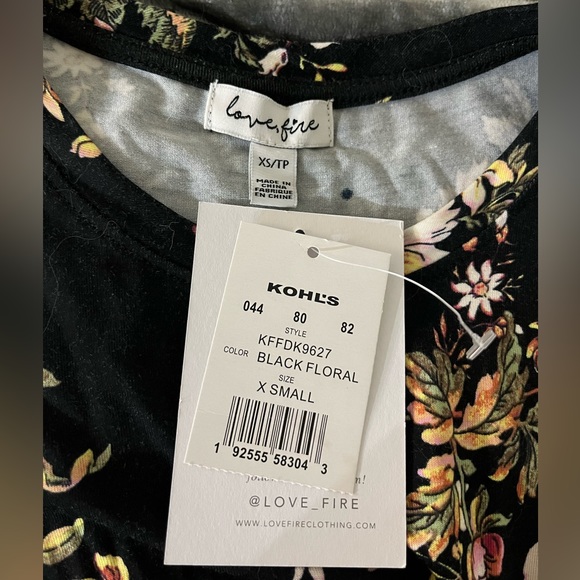 love, fire
XS/TP
MADE IN
CHINA
FABRIQUE
EN CHINE
KOHL'S
044 80 82
STYLE
KFFDK9627
COLOR BLACK FLORAL
SIZE
X SMALL
1 92555 58304 3
@LOVE_FIRE
WWW.LOVEFIRECLOTHING.COM